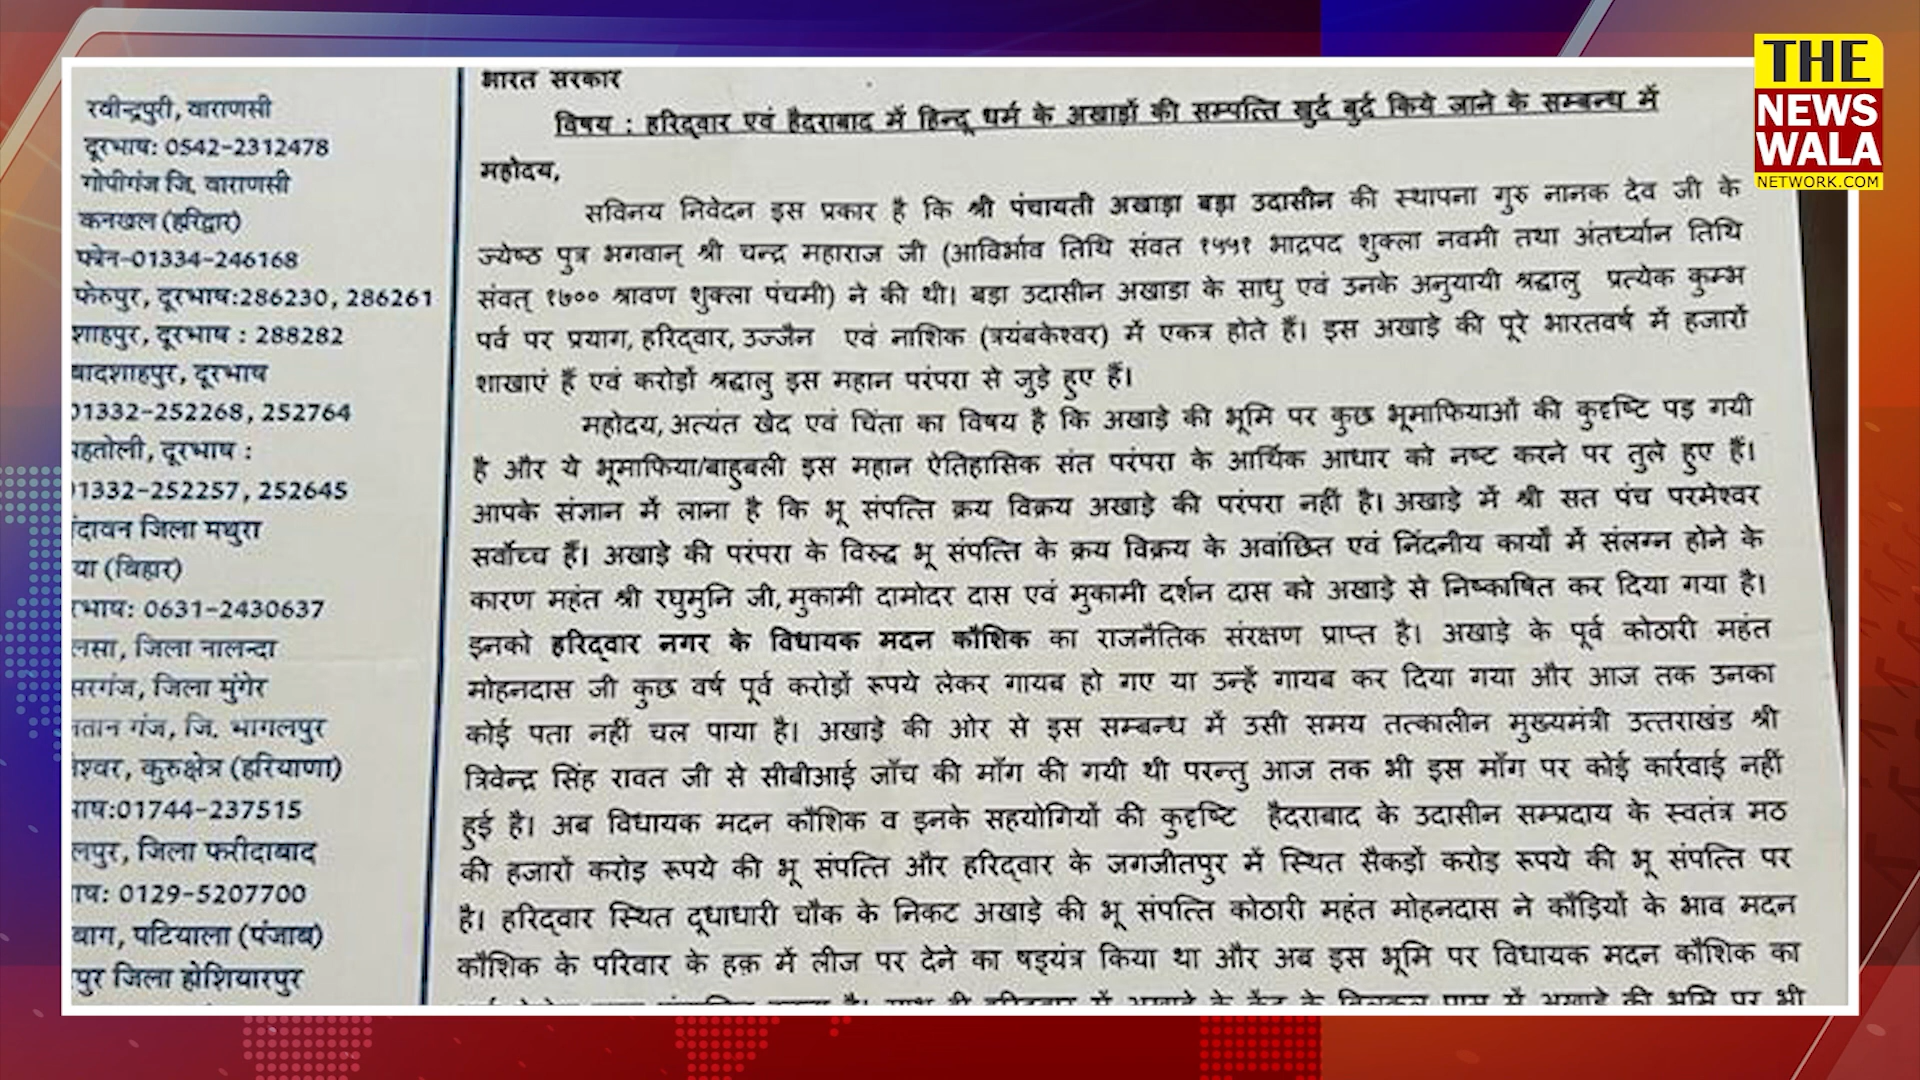 THE
NEWS
WALA
NETWORK.COM
रवीन्द्रपुरी, वाराणसी
दूरभाष: 0542-2312478
गोपीगंज जि. वाराणसी
कनखल (हरिद्वार)
फोन-01334-246168
फेरुपुर, दूरभाष:286230, 286261
शाहपुर, दूरभाष : 288282
बादशाहपुर, दूरभाष
01332-252268, 252764
दूरभाष :
01332-252257, 252645
जिला मथुरा
(बिहार)
0631-2430637
जिला नालन्दा
जिला मुंगेर
गंज, जि. भागलपुर
कुरुक्षेत्र (हरियाणा)
01744-237515
जिला फरीदाबाद
0129-5207700
बाग, पटियाला (पंजाब)
पुर जिला होशियारपुर
भारत सरकार
विषय : हरिद्वार एवं हैदराबाद में हिन्दू धर्म के अखाड़ों की सम्पत्ति खुर्द बुर्द किये जाने के सम्बन्ध में
महोदय,
सविनय निवेदन इस प्रकार है कि श्री पंचायती अखाड़ा बड़ा उदासीन की स्थापना गुरु नानक देव जी के
ज्येष्ठ पुत्र भगवान् श्री चन्द्र महाराज जी (आविर्भाव तिथि संवत १५५१ भाद्रपद शुक्ला नवमी तथा अंतर्ध्यान तिथि
संवत् १७०० श्रावण शुक्ला पंचमी) ने की थी। बड़ा उदासीन अखाडा के साधु एवं उनके अनुयायी श्रद्धालु प्रत्येक कुम्भ
पर्व पर प्रयाग, हरिद्वार, उज्जैन एवं नाशिक (त्रयंबकेश्वर) में एकत्र होते हैं। इस अखाड़े की पूरे भारतवर्ष में हजारों
शाखाएं हैं एवं करोड़ों श्रद्धालु इस महान परंपरा से जुड़े हुए हैं।
महोदय, अत्यंत खेद एवं चिंता का विषय है कि अखाड़े की भूमि पर कुछ भूमाफियाओं की कुदृष्टि पड़ गयी
है और ये भूमाफिया/बाहुबली इस महान ऐतिहासिक संत परंपरा के आर्थिक आधार को नष्ट करने पर तुले हुए हैं।
आपके संज्ञान में लाना है कि भू संपत्ति क्रय विक्रय अखाड़े की परंपरा नहीं है। अखाड़े में श्री सत पंच परमेश्वर
सर्वोच्च हैं। अखाड़े की परंपरा के विरुद्ध भू संपत्ति के क्रय विक्रय के अवांछित एवं निंदनीय कार्यों में संलग्न होने के
कारण महंत श्री रघुमुनि जी, मुकामी दामोदर दास एवं मुकामी दर्शन दास को अखाड़े से निष्काषित कर दिया गया है।
इनको हरिद्वार नगर के विधायक मदन कौशिक का राजनैतिक संरक्षण प्राप्त है। अखाड़े के पूर्व कोठारी महंत
मोहनदास जी कुछ वर्ष पूर्व करोड़ों रूपये लेकर गायब हो गए या उन्हें गायब कर दिया गया और आज तक उनका
कोई पता नहीं चल पाया है। अखाड़े की ओर से इस सम्बन्ध में उसी समय तत्कालीन मुख्यमंत्री उत्तराखंड श्री
त्रिवेन्द्र सिंह रावत जी से सीबीआई जाँच की माँग की गयी थी परन्तु आज तक भी इस माँग पर कोई कार्रवाई नहीं
हुई है। अब विधायक मदन कौशिक व इनके सहयोगियों की कुदृष्टि हैदराबाद के उदासीन सम्प्रदाय के स्वतंत्र मठ
की हजारों करोड़ रूपये की भू संपत्ति और हरिद्वार के जगजीतपुर में स्थित सैकड़ों करोड़ रूपये की भू संपत्ति पर
है। हरिद्वार स्थित दूधाधारी चौक के निकट अखाड़े की भू संपत्ति कोठारी महंत मोहनदास ने कौड़ियों के भाव मदन
कौशिक के परिवार के हक़ में लीज पर देने का षड्यंत्र किया था और अब इस भूमि पर विधायक मदन कौशिक का